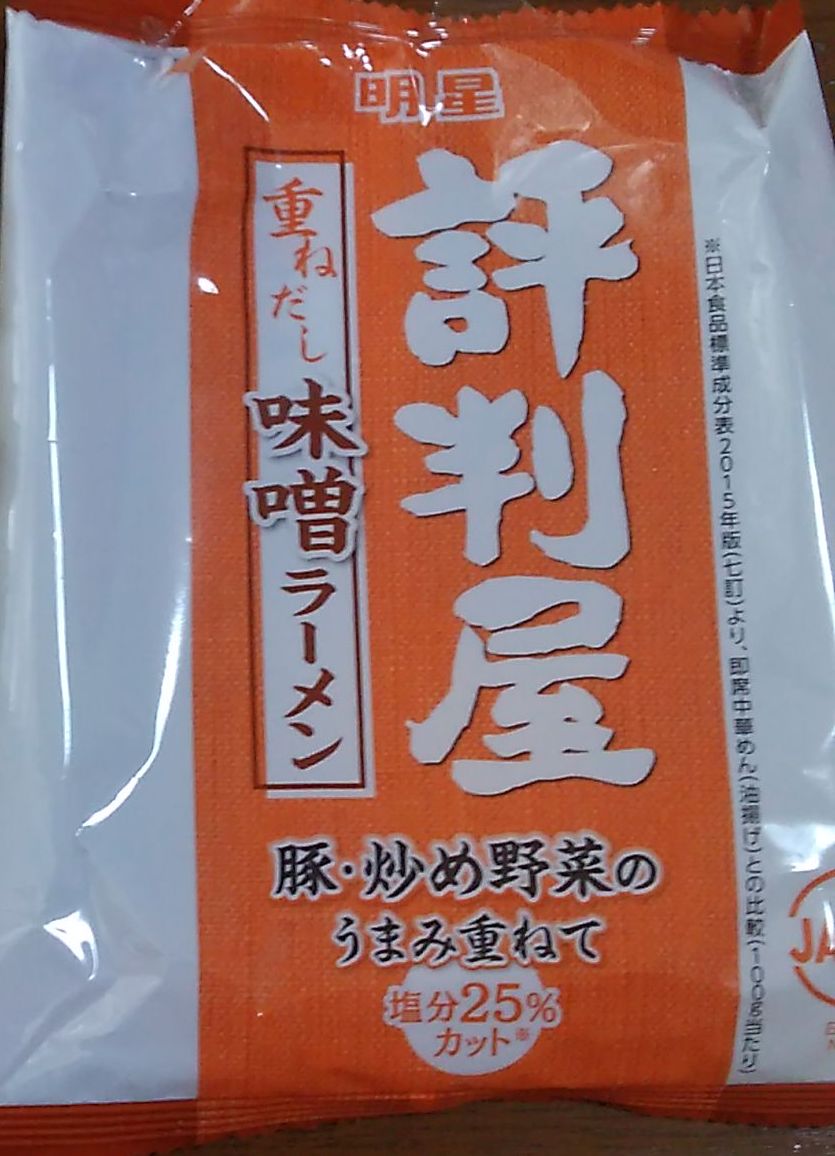 明星
評判屋
重ねだし
味噌ラーメン
豚・炒め野菜の
うまみ重ねて
塩分25%
カット※
※日本食品標準成分表2015年版(七訂)より、即席中華めん(油揚げ)との比較(100g当たり)
JA